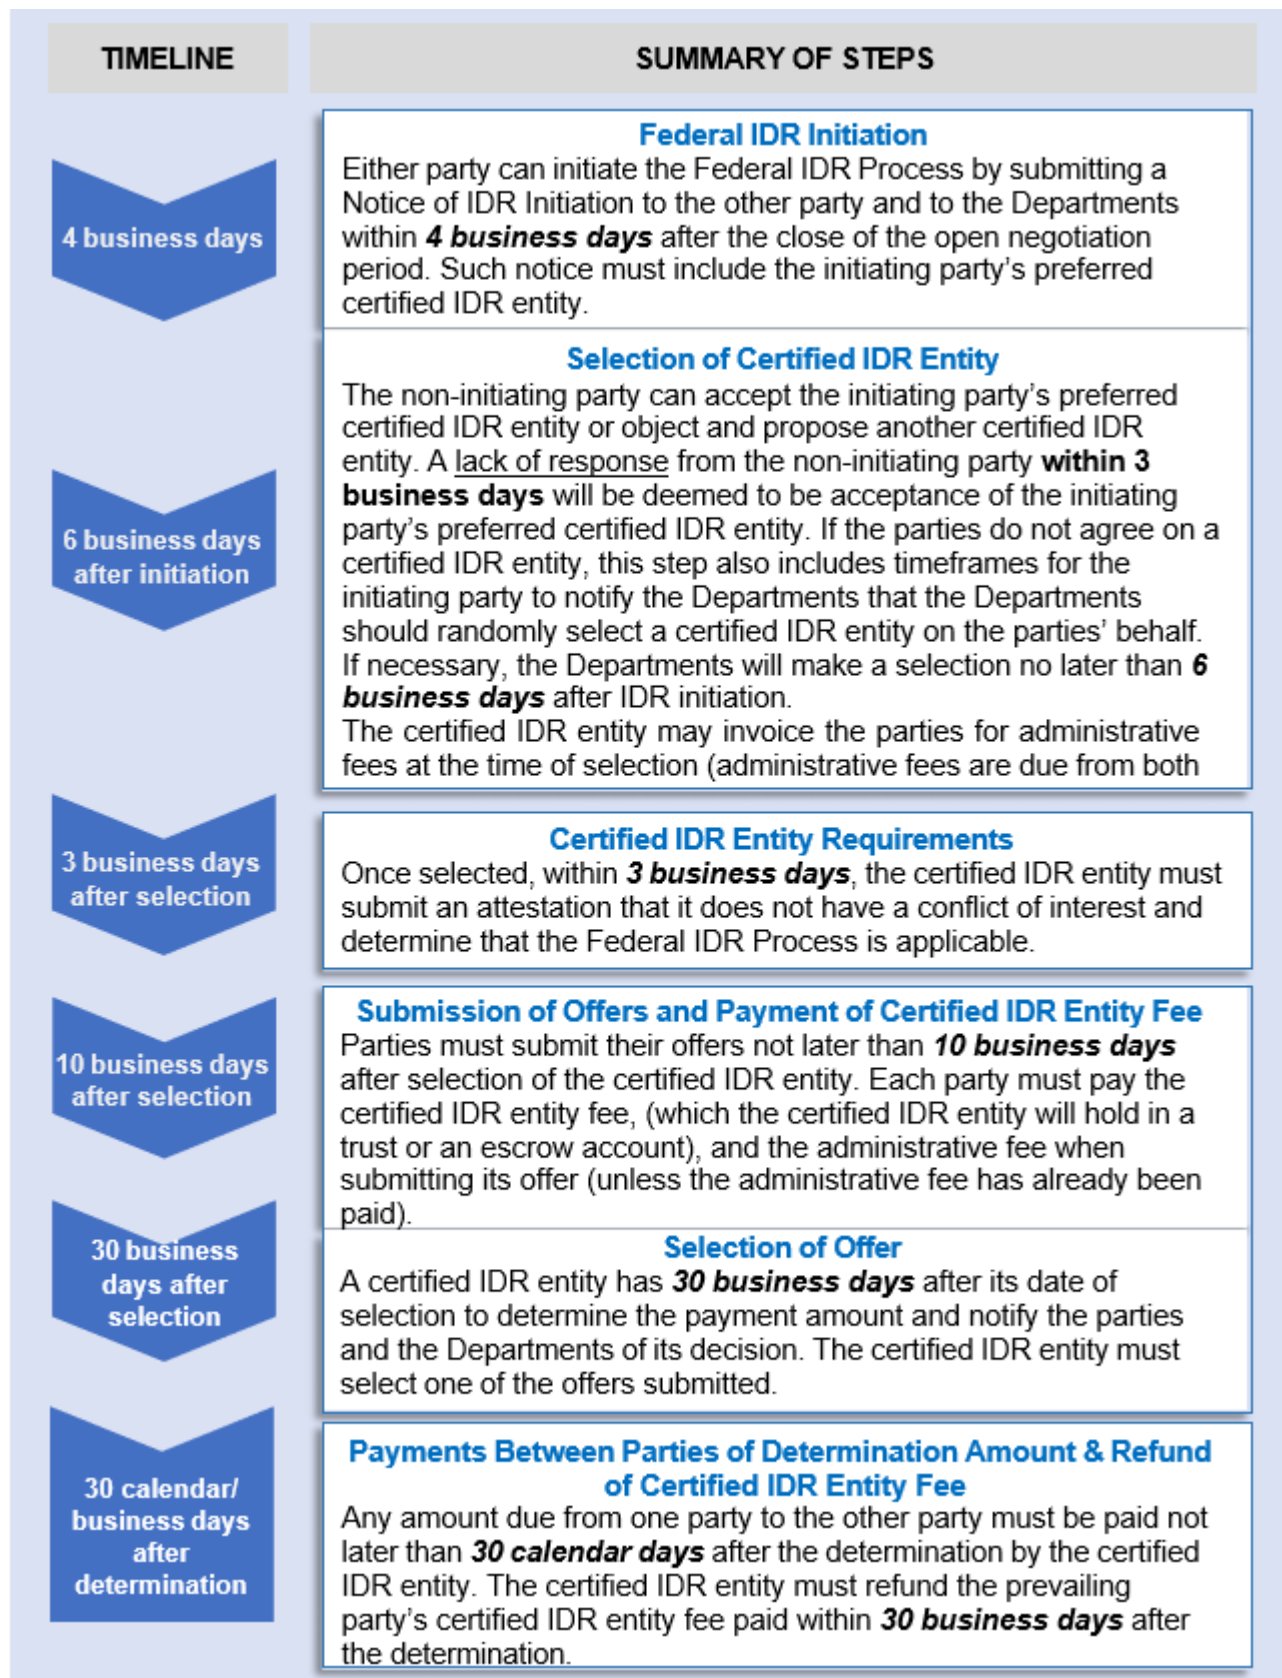 TIMELINE
SUMMARY OF STEPS
4 business days
Federal IDR Initiation
Either party can initiate the Federal IDR Process by submitting a
Notice of IDR Initiation to the other party and to the Departments
within 4 business days after the close of the open negotiation
period. Such notice must include the initiating party's preferred
certified IDR entity.
6 business days
after initiation
Selection of Certified IDR Entity
The non-initiating party can accept the initiating party's preferred
certified IDR entity or object and propose another certified IDR
entity. A lack of response from the non-initiating party within 3
business days will be deemed to be acceptance of the initiating
party's preferred certified IDR entity. If the parties do not agree on a
certified IDR entity, this step also includes timeframes for the
initiating party to notify the Departments that the Departments
should randomly select a certified IDR entity on the parties' behalf.
If necessary, the Departments will make a selection no later than 6
business days after IDR initiation.
The certified IDR entity may invoice the parties for administrative
fees at the time of selection (administrative fees are due from both
3 business days
after selection
Certified IDR Entity Requirements
Once selected, within 3 business days, the certified IDR entity must
submit an attestation that it does not have a conflict of interest and
determine that the Federal IDR Process is applicable.
10 business days
after selection
Submission of Offers and Payment of Certified IDR Entity Fee
Parties must submit their offers not later than 10 business days
after selection of the certified IDR entity. Each party must pay the
certified IDR entity fee, (which the certified IDR entity will hold in a
trust or an escrow account), and the administrative fee when
submitting its offer (unless the administrative fee has already been
paid).
30 business
days after
selection
Selection of Offer
A certified IDR entity has 30 business days after its date of
selection to determine the payment amount and notify the parties
and the Departments of its decision. The certified IDR entity must
select one of the offers submitted.
30 calendar/
business days
after
determination
Payments Between Parties of Determination Amount & Refund
of Certified IDR Entity Fee
Any amount due from one party to the other party must be paid not
later than 30 calendar days after the determination by the certified
IDR entity. The certified IDR entity must refund the prevailing
party's certified IDR entity fee paid within 30 business days after
the determination.